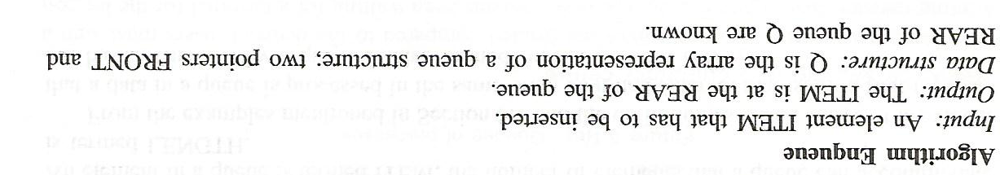 Algorithm Enqueue
Input: An element ITEM that has to be inserted.
Output: The ITEM is at the REAR of the queue.
Data structure: Q is the array representation of a queue structure; two pointers FRONT and
REAR of the queue Q are known.